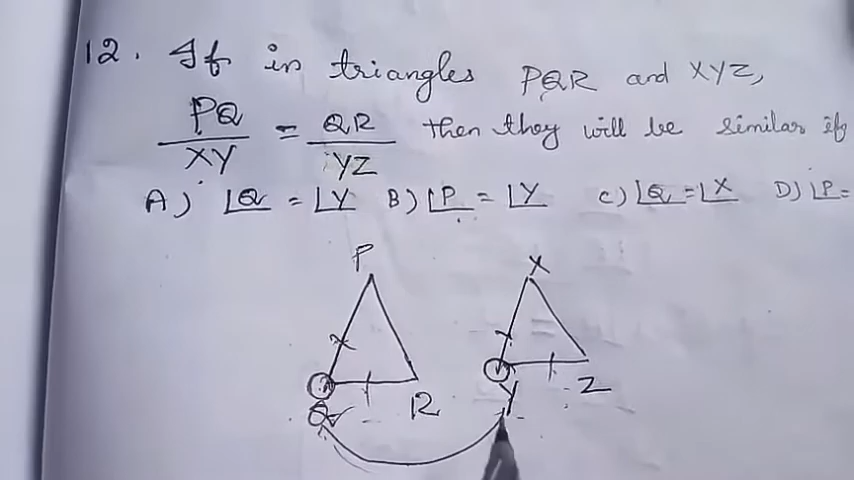 12. If in triangles PQR and XYZ,
PQ/XY = QR/YZ then they will be similar if
A) ∠Q = ∠Y B) ∠P = ∠Y C) ∠Q = ∠X D) ∠P =
P X
Q R Y Z